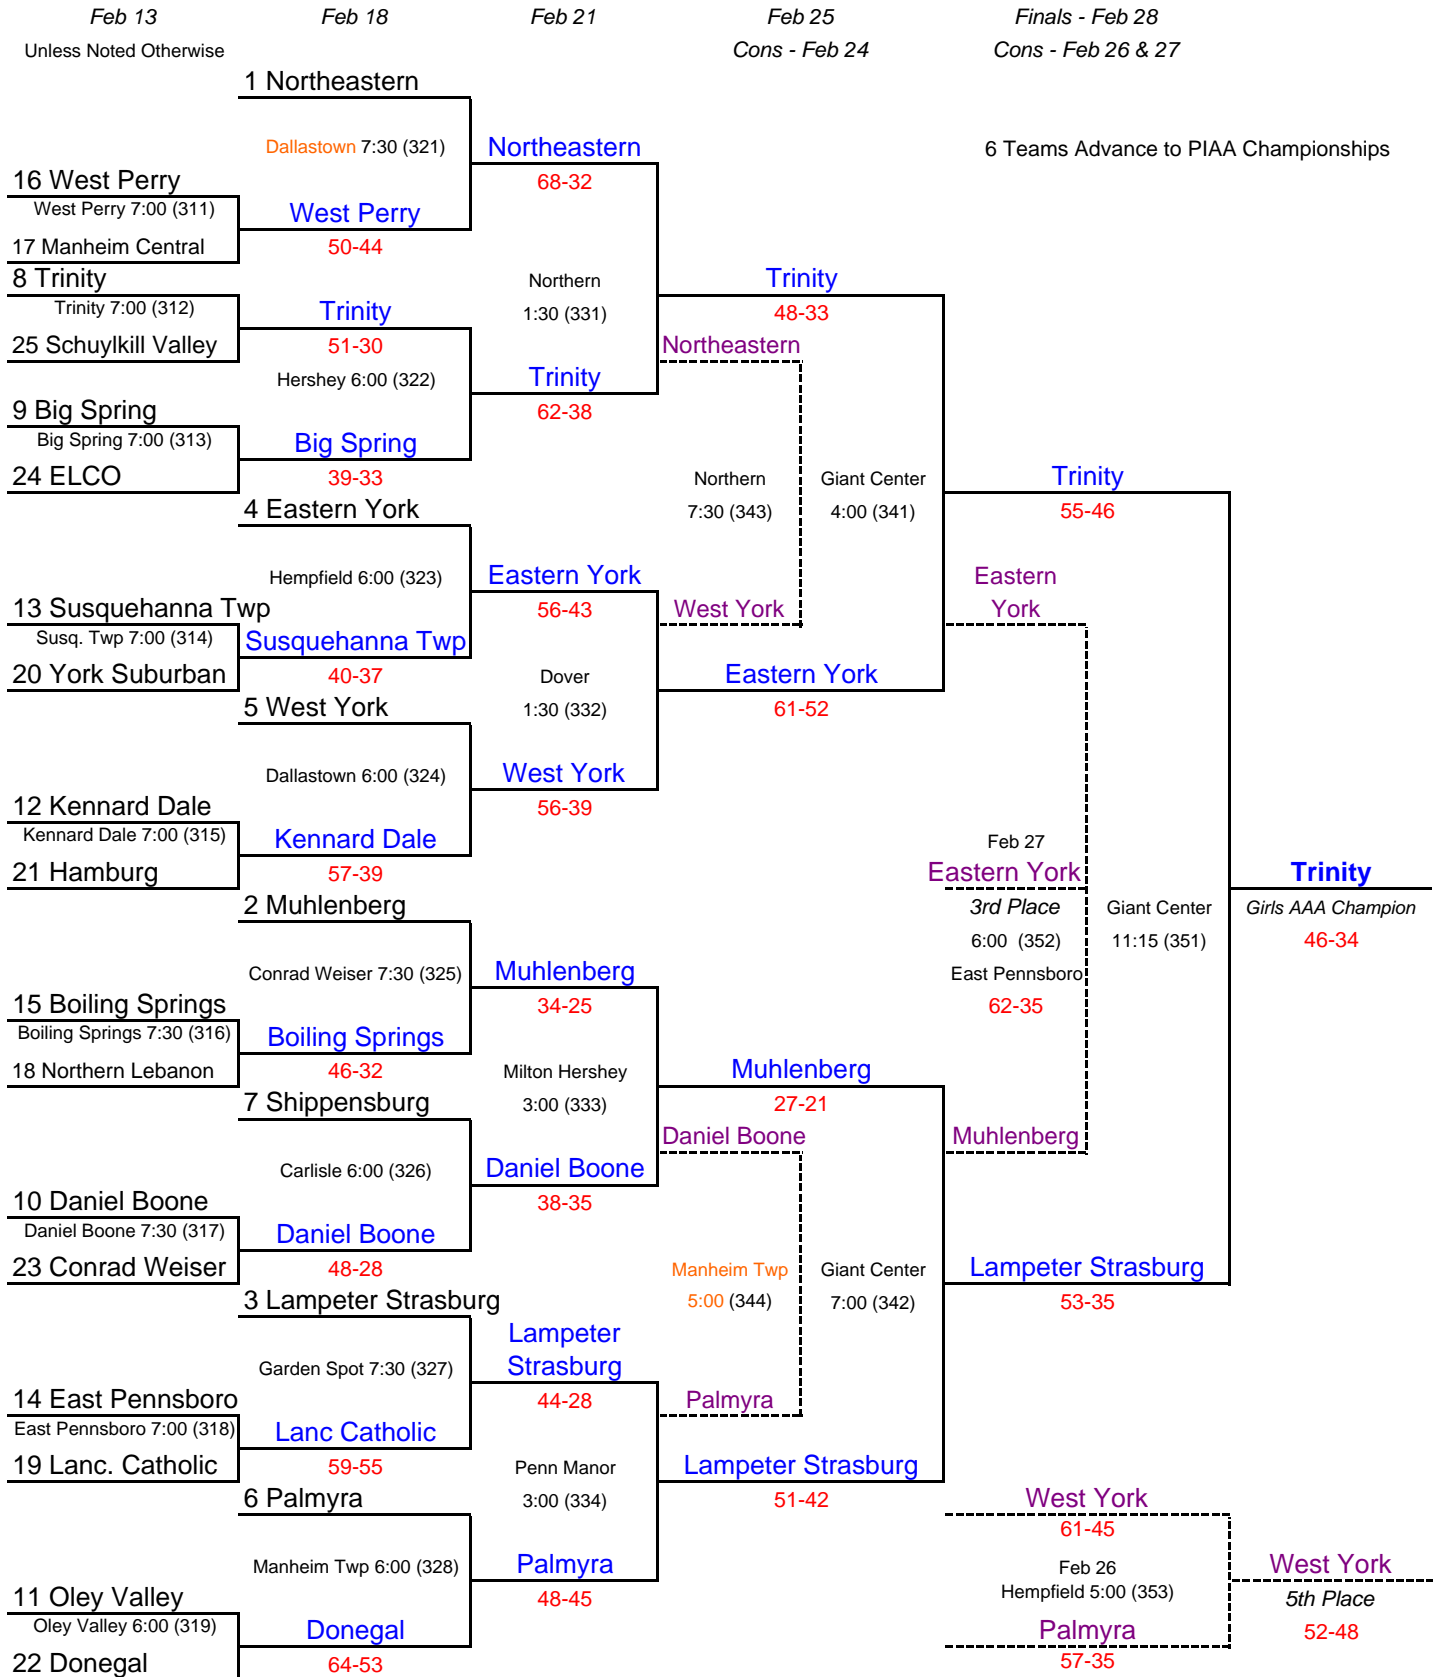 Feb 13 Feb 18 Feb 21 Feb 25 Finals - Feb 28
Unless Noted Otherwise Cons - Feb 24 Cons - Feb 26 & 27
1 Northeastern
Dallastown 7:30 (321) Northeastern 6 Teams Advance to PIAA Championships
16 West Perry 68-32
West Perry 7:00 (311) West Perry
17 Manheim Central 50-44
8 Trinity Northern Trinity
Trinity 7:00 (312) Trinity 1:30 (331) 48-33
25 Schuylkill Valley 51-30 Northeastern
Hershey 6:00 (322) Trinity
9 Big Spring 62-38
Big Spring 7:00 (313) Big Spring
24 ELCO 39-33 Northern Giant Center Trinity
4 Eastern York 7:30 (343) 4:00 (341) 55-46
Hempfield 6:00 (323) Eastern York Eastern
13 Susquehanna Twp 56-43 West York York
Susq. Twp 7:00 (314) Susquehanna Twp
20 York Suburban 40-37 Dover Eastern York
5 West York 1:30 (332) 61-52
Dallastown 6:00 (324) West York
12 Kennard Dale 56-39
Kennard Dale 7:00 (315) Kennard Dale Feb 27
21 Hamburg 57-39 Eastern York Trinity
2 Muhlenberg 3rd Place Giant Center Girls AAA Champion
6:00 (352) 11:15 (351) 46-34
Conrad Weiser 7:30 (325) Muhlenberg East Pennsboro
15 Boiling Springs 34-25 62-35
Boiling Springs 7:30 (316) Boiling Springs
18 Northern Lebanon 46-32 Milton Hershey Muhlenberg
7 Shippensburg 3:00 (333) 27-21
Daniel Boone Muhlenberg
Carlisle 6:00 (326) Daniel Boone
10 Daniel Boone 38-35
Daniel Boone 7:30 (317) Daniel Boone
23 Conrad Weiser 48-28 Manheim Twp Giant Center Lampeter Strasburg
3 Lampeter Strasburg 5:00 (344) 7:00 (342) 53-35
Lampeter
Garden Spot 7:30 (327) Strasburg
14 East Pennsboro 44-28 Palmyra
East Pennsboro 7:00 (318) Lanc Catholic
19 Lanc. Catholic 59-55 Penn Manor Lampeter Strasburg
6 Palmyra 3:00 (334) 51-42 West York
61-45
Manheim Twp 6:00 (328) Palmyra Feb 26 West York
11 Oley Valley 48-45 Hempfield 5:00 (353) 5th Place
Oley Valley 6:00 (319) Donegal Palmyra 52-48
22 Donegal 64-53 57-35